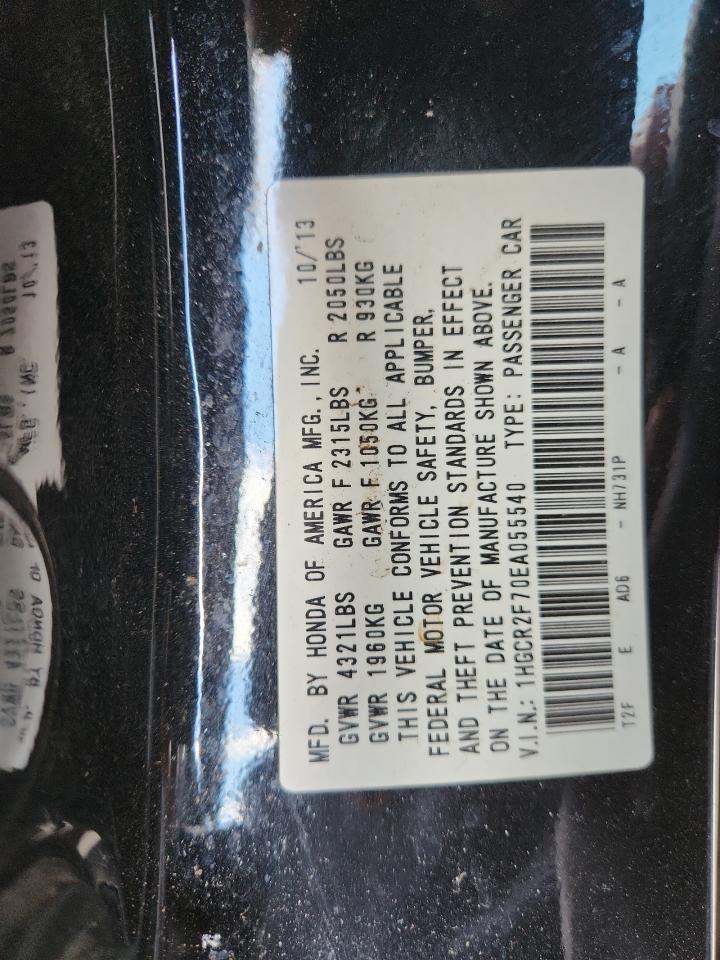 MFD. BY HONDA OF AMERICA MFG., INC. 10/'13
GVWR 4321LBS GAWR F 2315LBS R 2050LBS
GVWR 1960KG GAWR F 1050KG R 930KG
THIS VEHICLE CONFORMS TO ALL APPLICABLE
FEDERAL MOTOR VEHICLE SAFETY, BUMPER,
AND THEFT PREVENTION STANDARDS IN EFFECT
ON THE DATE OF MANUFACTURE SHOWN ABOVE.
V.I.N.: 1HGCR2F70EA055540 TYPE: PASSENGER CAR
T2F E AD6 - NH731P - A - A